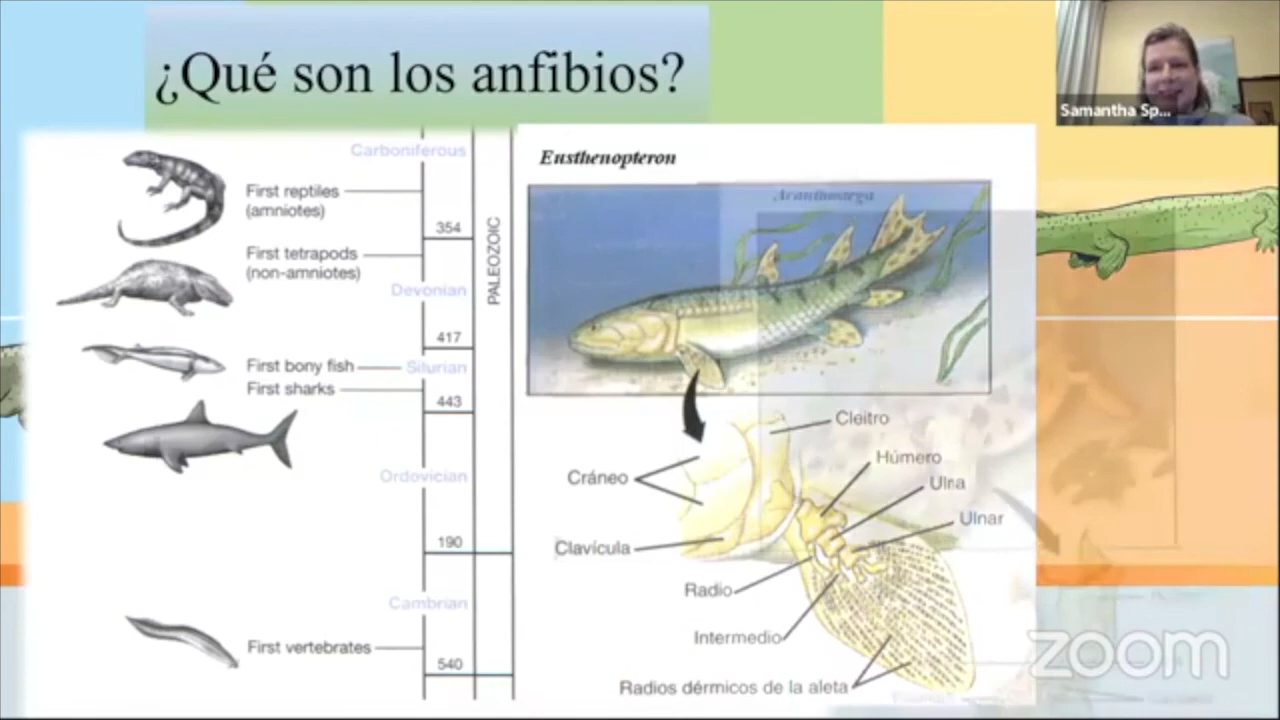 ¿Qué son los anfibios?
Samantha Sp...
Carboniferous
First reptiles
(amniotes)
354
First tetrapods
(non-amniotes)
Devonian
417
First bony fish
Silurian
First sharks
443
Ordovician
190
Cambrian
First vertebrates
540
PALEOZOIC
Eusthenopteron
Acanthostega
Cleitro
Húmero
Cráneo
Ulna
Ulnar
Clavícula
Radio
Intermedio
Radios dérmicos de la aleta
zoom